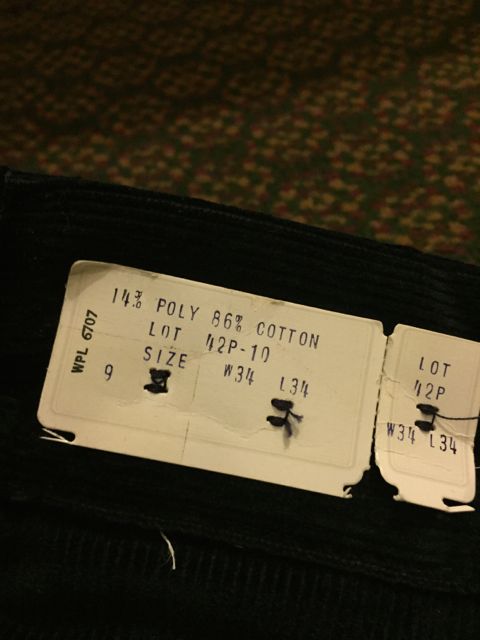 14% POLY 86% COTTON
LOT 42P-10
SIZE W34 L34
9
WPL 6707
LOT
42P
W34 L34